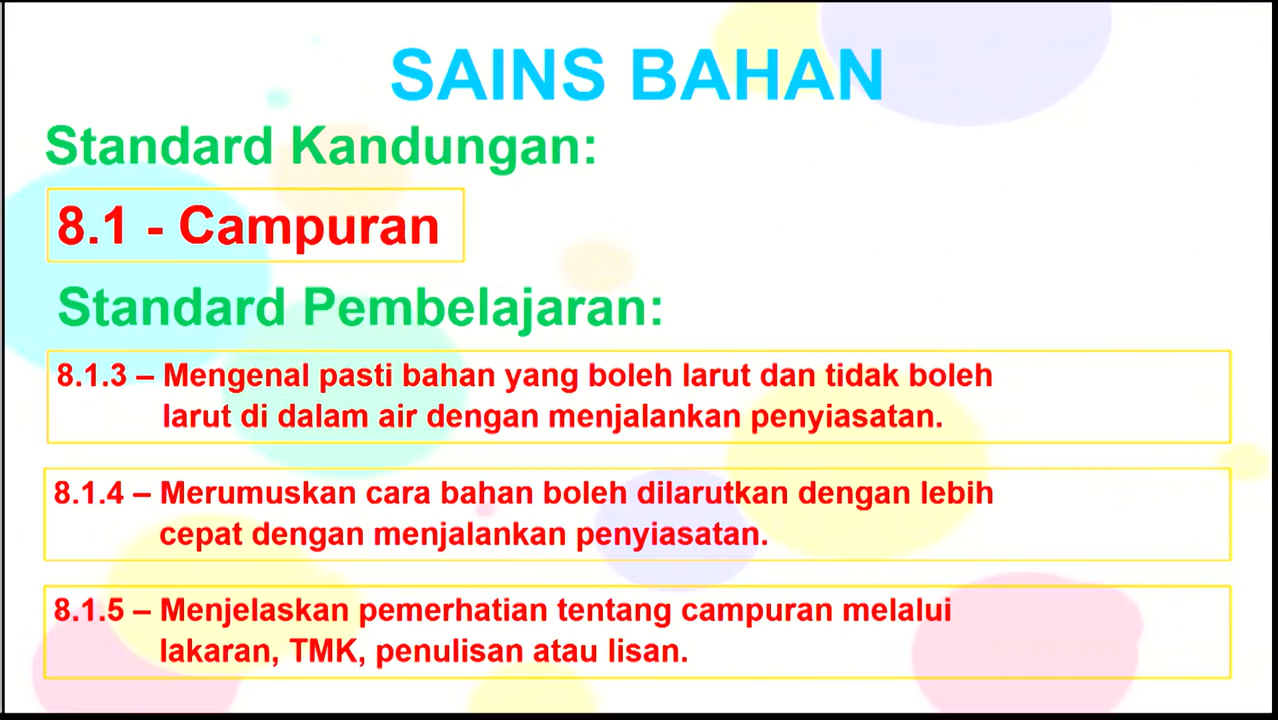 SAINS BAHAN
Standard Kandungan:
8.1 - Campuran
Standard Pembelajaran:
8.1.3 – Mengenal pasti bahan yang boleh larut dan tidak boleh
larut di dalam air dengan menjalankan penyiasatan.
8.1.4 – Merumuskan cara bahan boleh dilarutkan dengan lebih
cepat dengan menjalankan penyiasatan.
8.1.5 – Menjelaskan pemerhatian tentang campuran melalui
lakaran, TMK, penulisan atau lisan.